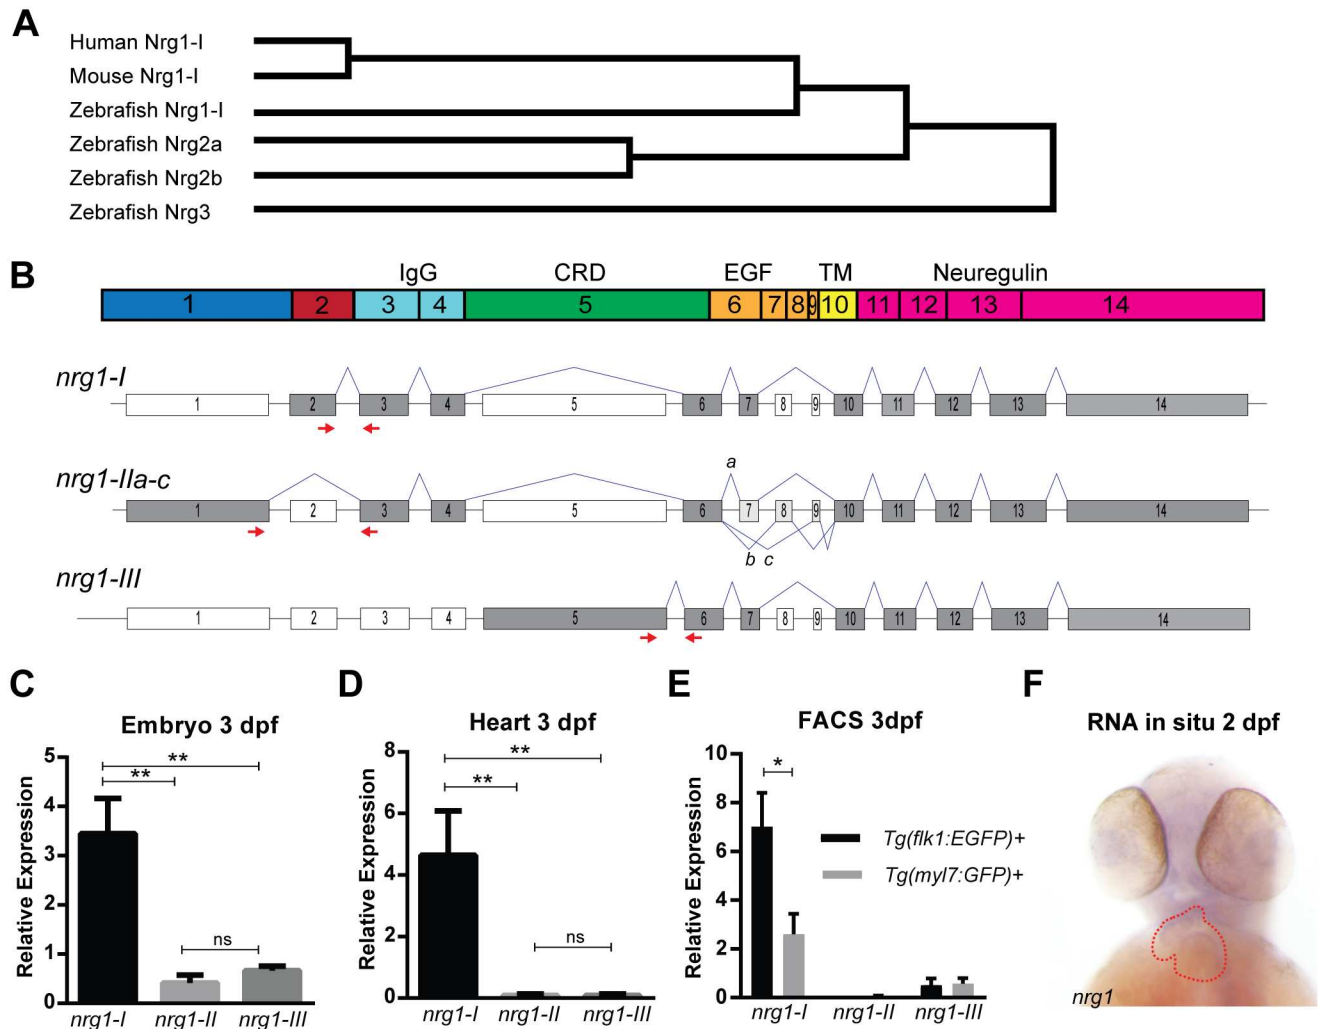 A
Human Nrg1-I
Mouse Nrg1-I
Zebrafish Nrg1-I
Zebrafish Nrg2a
Zebrafish Nrg2b
Zebrafish Nrg3
B
IgG CRD EGF TM Neuregulin
1 2 3 4 5 6 7 8 9 10 11 12 13 14
nrg1-I
1 2 3 4 5 6 7 8 9 10 11 12 13 14
nrg1-IIa-c
a
1 2 3 4 5 6 7 8 9 10 11 12 13 14
b c
nrg1-III
1 2 3 4 5 6 7 8 9 10 11 12 13 14
C
Embryo 3 dpf
Relative Expression
5
4
3
2
1
0
**
**
ns
nrg1-I nrg1-II nrg1-III
D
Heart 3 dpf
Relative Expression
8
6
4
2
0
**
**
ns
nrg1-I nrg1-II nrg1-III
E
FACS 3dpf
Relative Expression
10
8
6
4
2
0
*
Tg(flk1:EGFP)+
Tg(myl7:GFP)+
nrg1-I nrg1-II nrg1-III
F
RNA in situ 2 dpf
nrg1